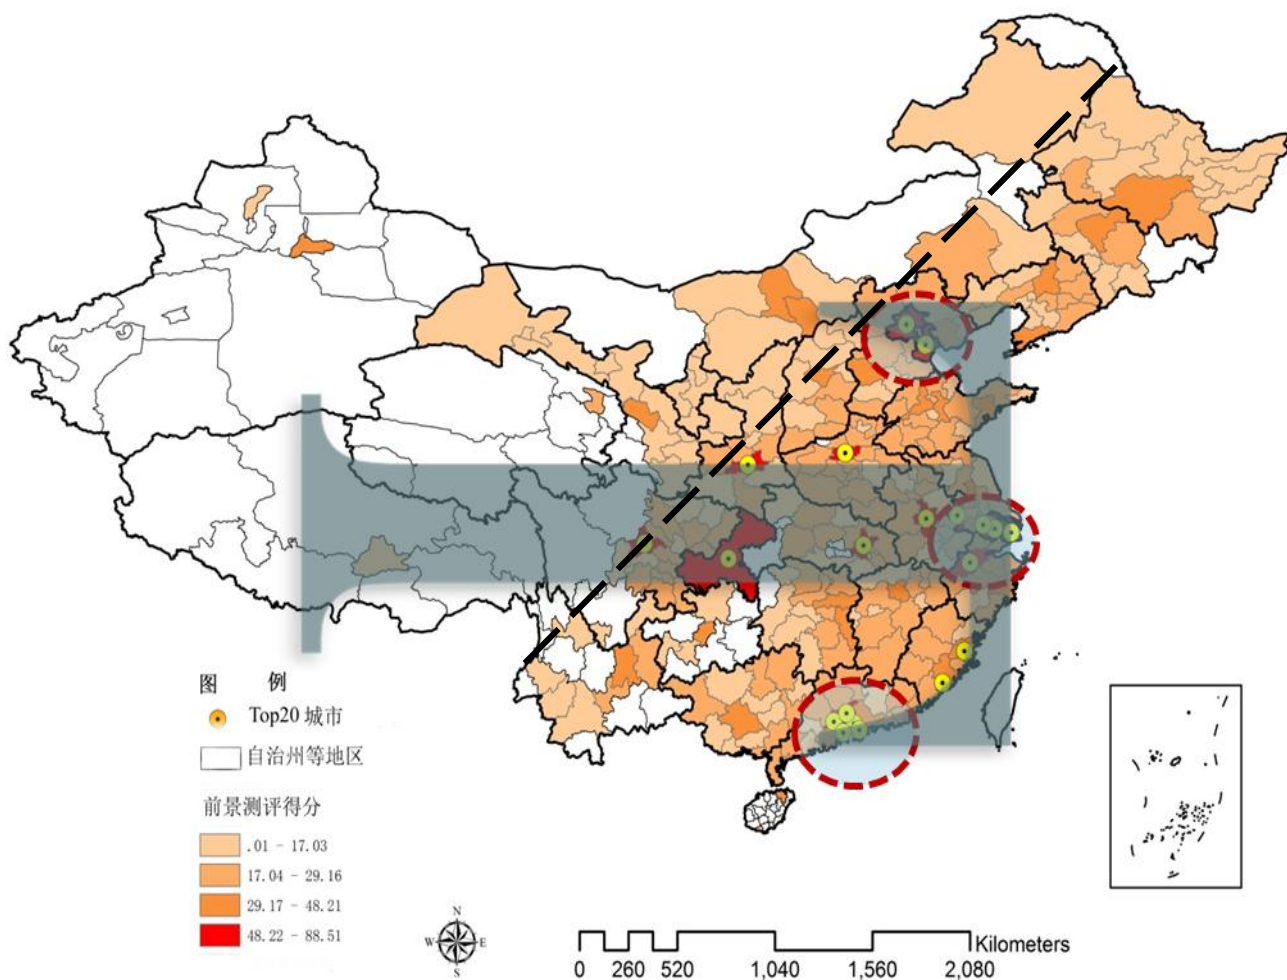 图 例
Top20 城市
自治州等地区
前景测评得分
.01 - 17.03
17.04 - 29.16
29.17 - 48.21
48.22 - 88.51
N
W E
S
Kilometers
0 260 520 1,040 1,560 2,080